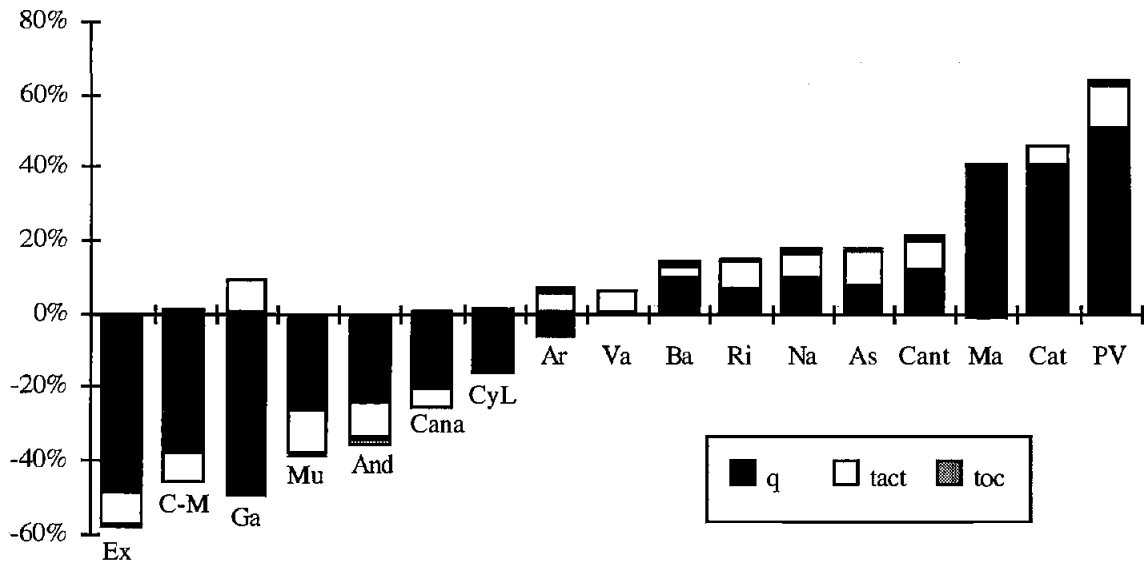 80%
60%
40%
20%
0%
-20%
-40%
-60%
Ex
C-M
Ga
Mu
And
Cana
CyL
Ar
Va
Ba
Ri
Na
As
Cant
Ma
Cat
PV
q
tact
toc